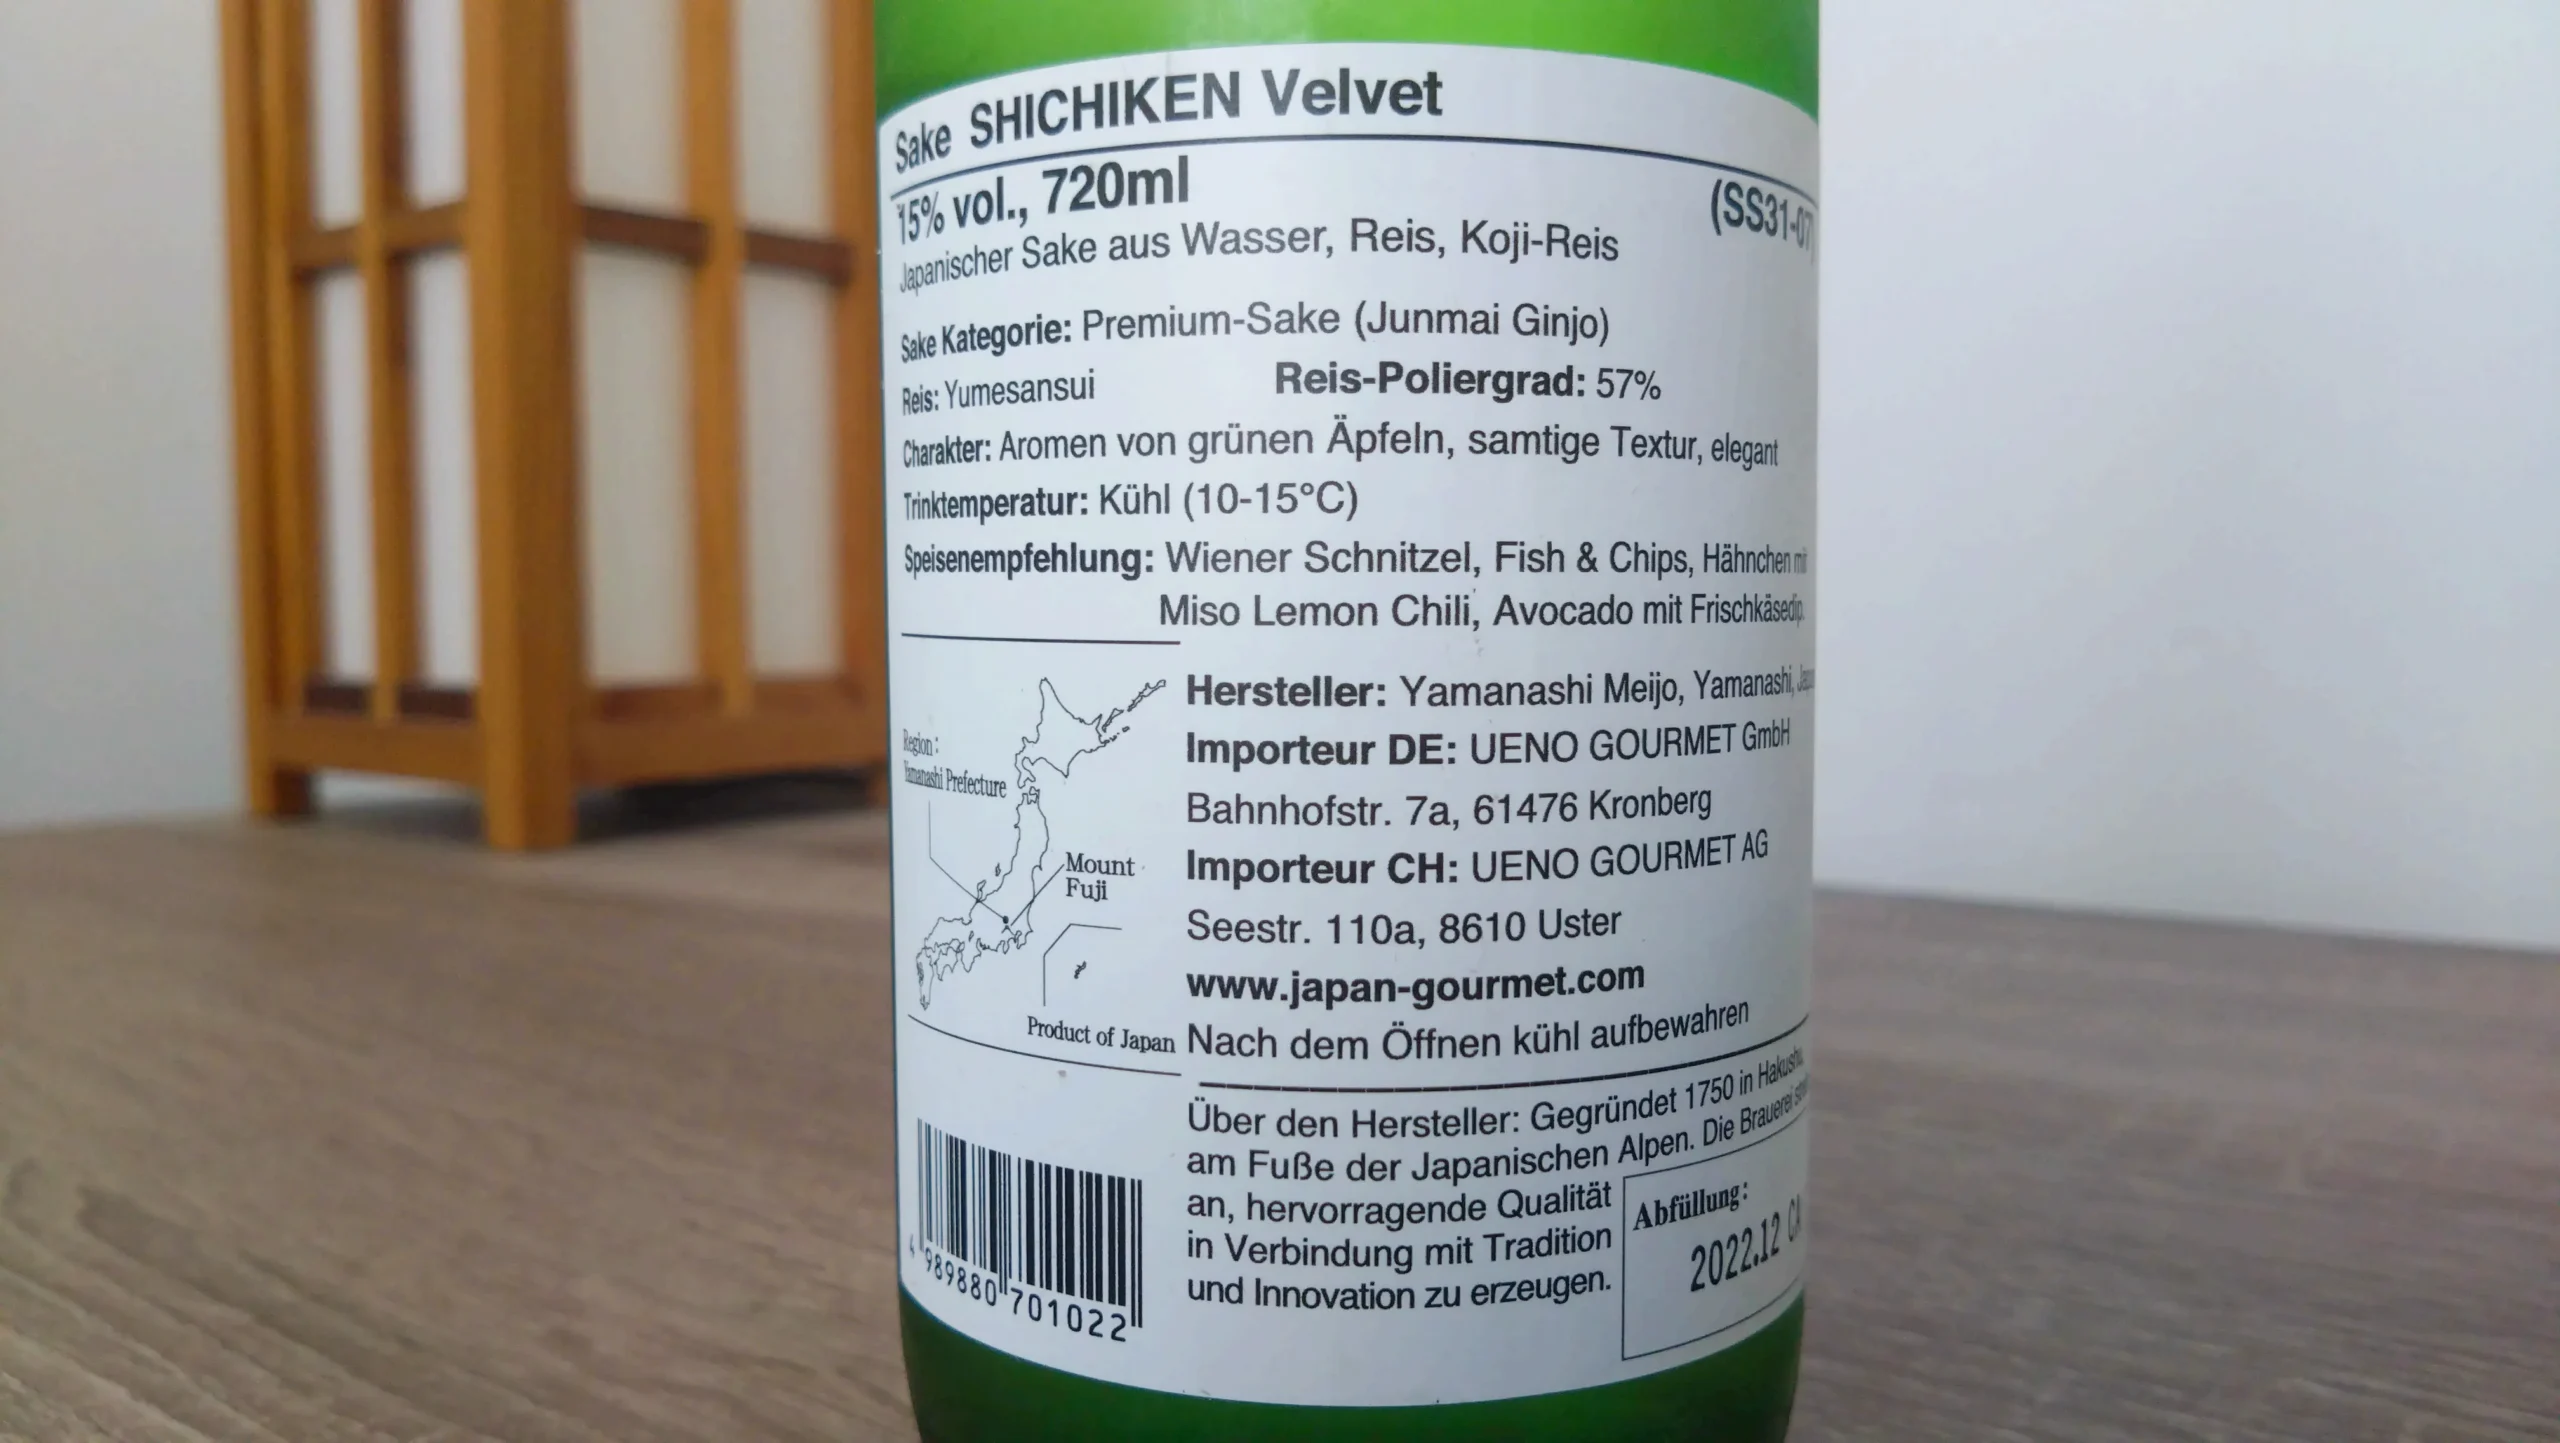 Sake SHICHIKEN Velvet
15% vol., 720ml (SS31-07)
Japanischer Sake aus Wasser, Reis, Koji-Reis
Sake Kategorie: Premium-Sake (Junmai Ginjo)
Reis: Yumesansui Reis-Poliergrad: 57%
Charakter: Aromen von grünen Äpfeln, samtige Textur, elegant
Trinktemperatur: Kühl (10-15°C)
Speisenempfehlung: Wiener Schnitzel, Fish & Chips, Hähnchen mit
Miso Lemon Chili, Avocado mit Frischkäsedip.
Region:
Yamanashi Prefecture
Mount
Fuji
Product of Japan
Hersteller: Yamanashi Meijo, Yamanashi,
Importeur DE: UENO GOURMET GmbH
Bahnhofstr. 7a, 61476 Kronberg
Importeur CH: UENO GOURMET AG
Seestr. 110a, 8610 Uster
www.japan-gourmet.com
Nach dem Öffnen kühl aufbewahren
Über den Hersteller: Gegründet 1750 in Hakushu,
am Fuße der Japanischen Alpen. Die Brauerei
an, hervorragende Qualität
in Verbindung mit Tradition
und Innovation zu erzeugen.
Abfüllung:
2022.12 CA
4 989880 701022